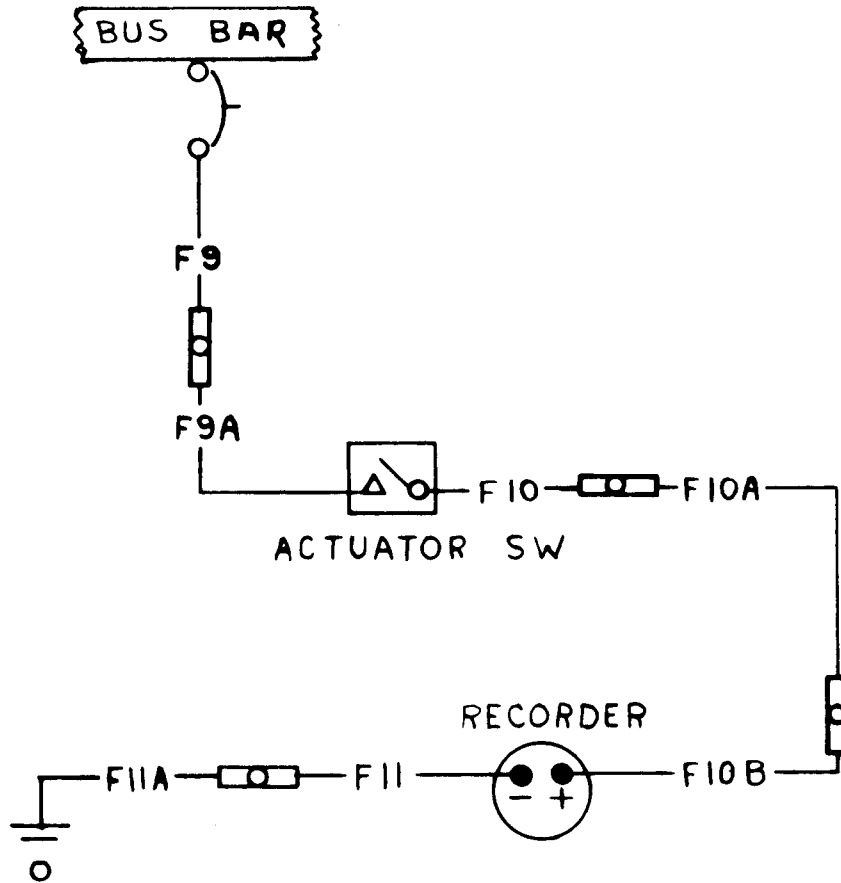 BUS BAR
F9
F9A
F10
F10A
ACTUATOR SW
RECORDER
F11A
F11
- +
F10B